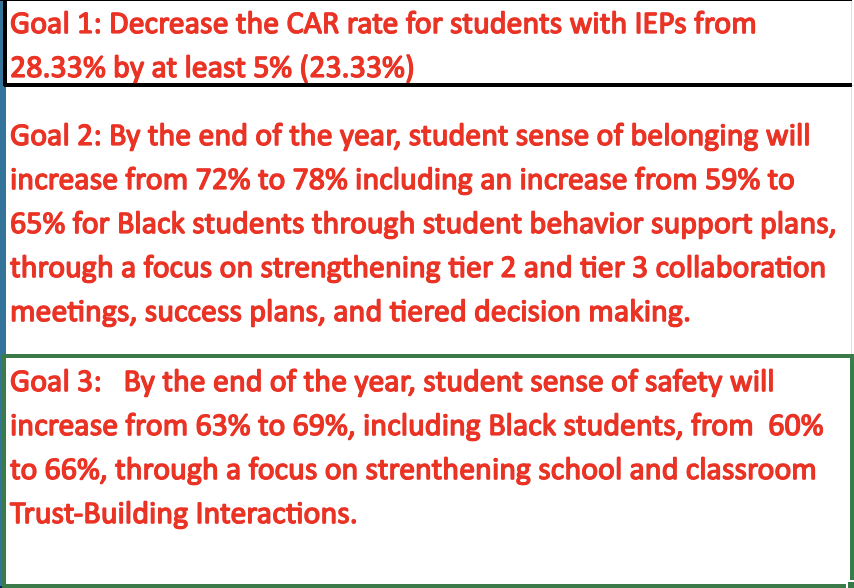 Goal 1: Decrease the CAR rate for students with IEPs from
28.33% by at least 5% (23.33%)
Goal 2: By the end of the year, student sense of belonging will
increase from 72% to 78% including an increase from 59% to
65% for Black students through student behavior support plans,
through a focus on strengthening tier 2 and tier 3 collaboration
meetings, success plans, and tiered decision making.
Goal 3:   By the end of the year, student sense of safety will
increase from 63% to 69%, including Black students, from  60%
to 66%, through a focus on strenthening school and classroom
Trust-Building Interactions.